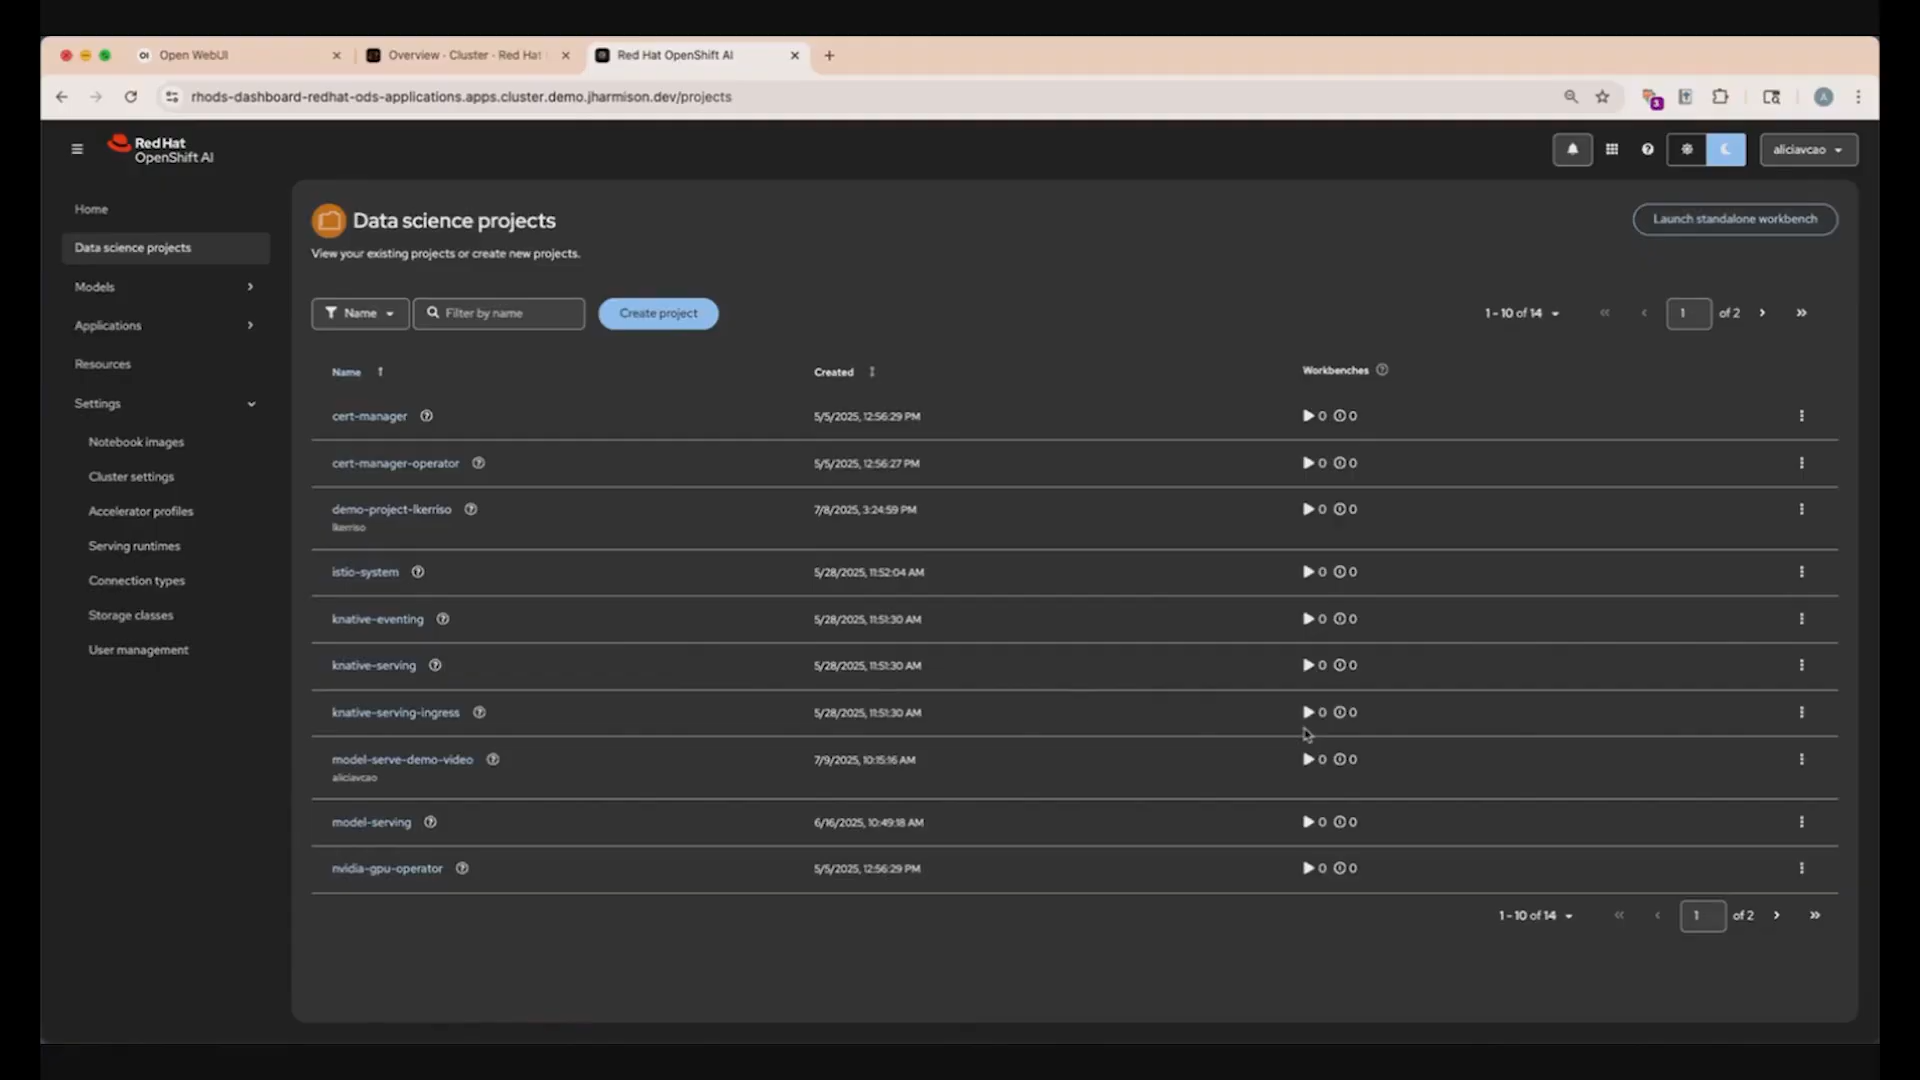 Open WebUI
Overview · Cluster · Red Hat
Red Hat OpenShift AI
rhods-dashboard-redhat-ods-applications.apps.cluster.demo.jharmison.dev/projects
3
A
Red Hat
OpenShift AI
aliciavcao
Home
Data science projects
Models
Applications
Resources
Settings
Notebook images
Cluster settings
Accelerator profiles
Serving runtimes
Connection types
Storage classes
User management
Data science projects
Launch standalone workbench
View your existing projects or create new projects.
Name
Filter by name
Create project
1 - 10 of 14
1 of 2
Name Created Workbenches
cert-manager 5/5/2025, 12:56:29 PM 0 0
cert-manager-operator 5/5/2025, 12:56:27 PM 0 0
demo-project-lkerriso 7/8/2025, 3:24:59 PM 0 0
lkerriso
istio-system 5/28/2025, 11:52:04 AM 0 0
knative-eventing 5/28/2025, 11:51:30 AM 0 0
knative-serving 5/28/2025, 11:51:30 AM 0 0
knative-serving-ingress 5/28/2025, 11:51:30 AM 0 0
model-serve-demo-video 7/9/2025, 10:15:16 AM 0 0
aliciavcao
model-serving 6/16/2025, 10:49:18 AM 0 0
nvidia-gpu-operator 5/5/2025, 12:56:29 PM 0 0
1 - 10 of 14
1 of 2